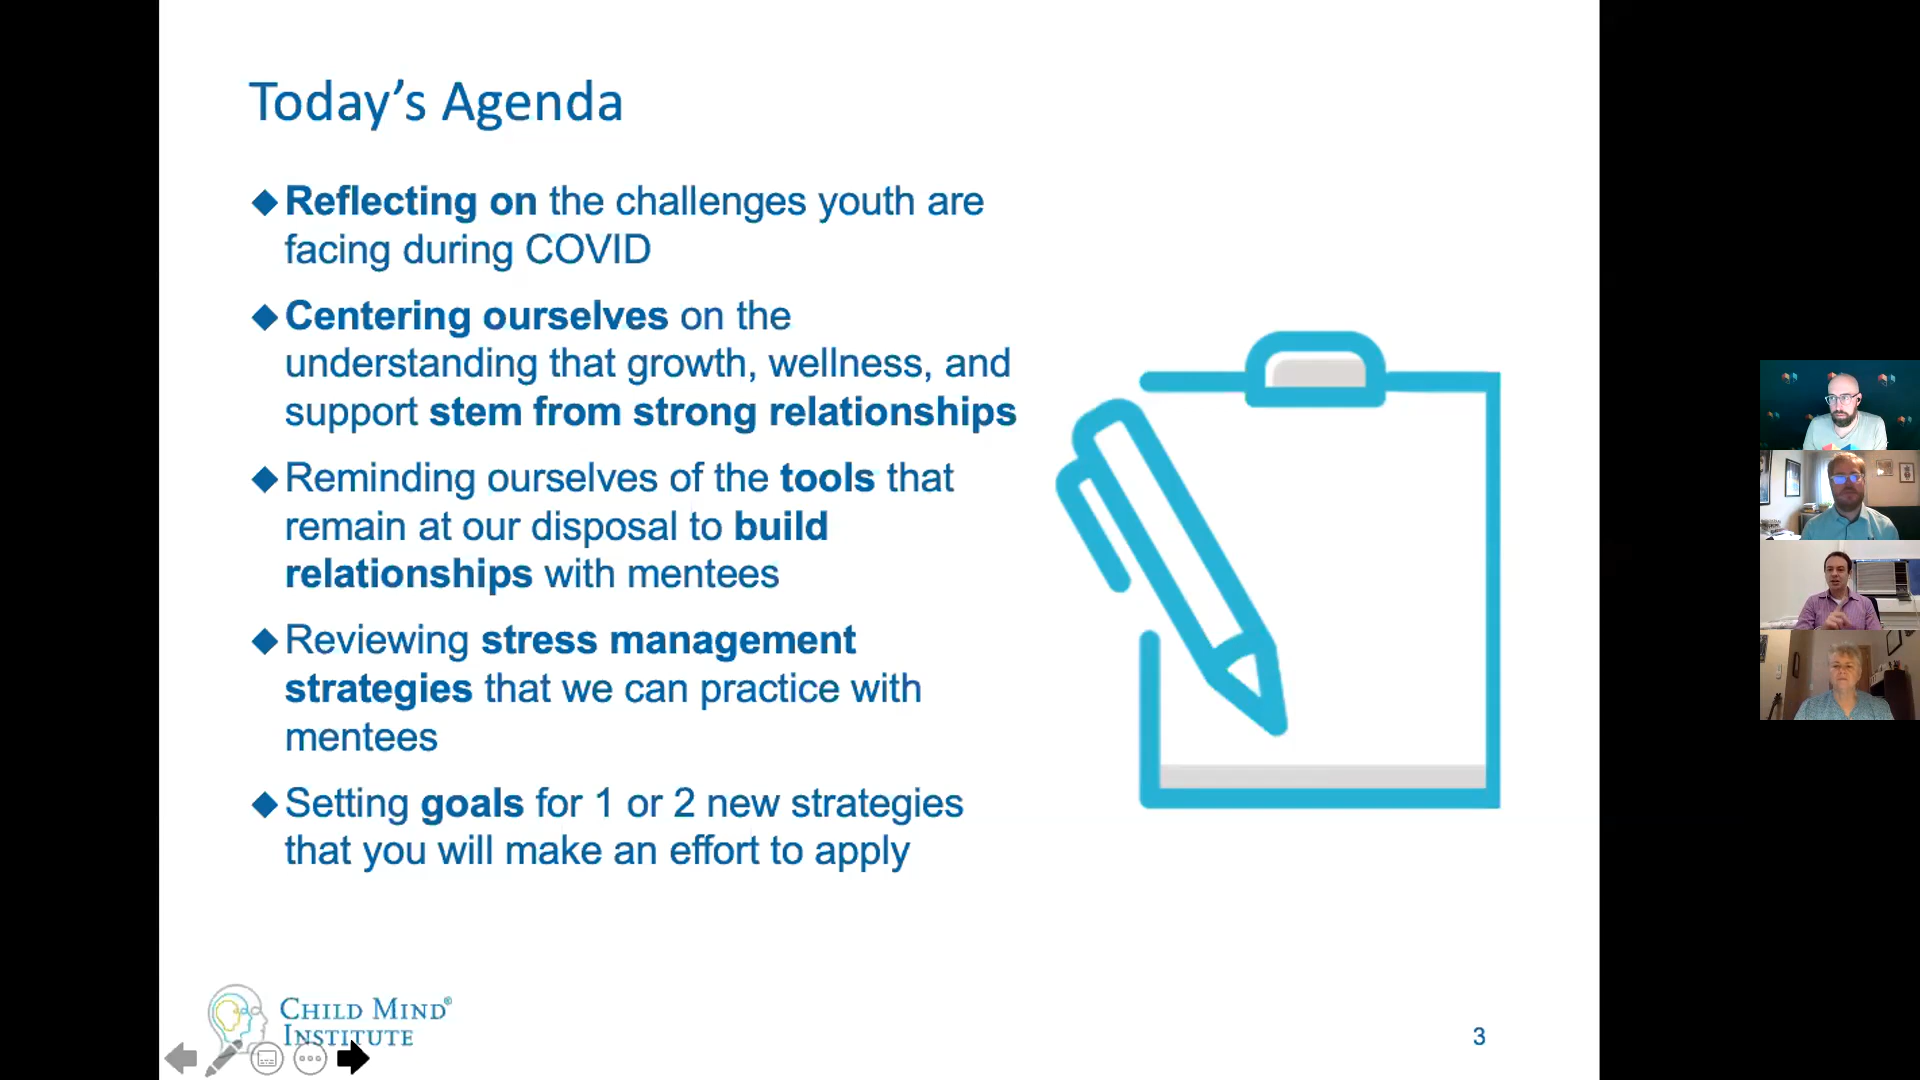 Today’s Agenda
Reflecting on the challenges youth are
facing during COVID
Centering ourselves on the
understanding that growth, wellness, and
support stem from strong relationships
Reminding ourselves of the tools that
remain at our disposal to build
relationships with mentees
Reviewing stress management
strategies that we can practice with
mentees
Setting goals for 1 or 2 new strategies
that you will make an effort to apply
CHILD MIND®
INSTITUTE
3